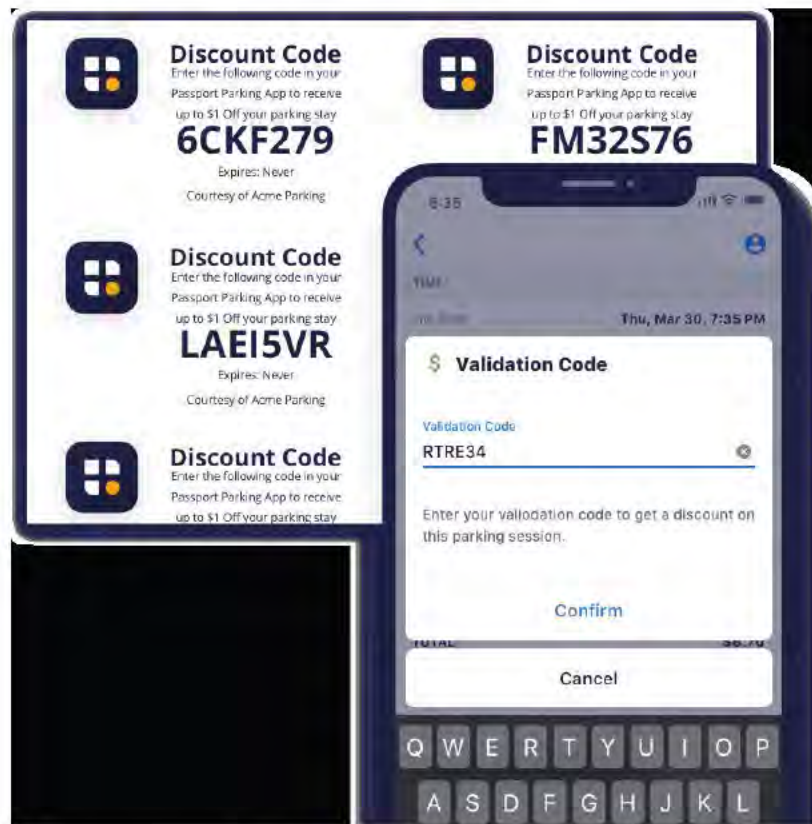 Discount Code
Enter the following code in your
Passport Parking App to receive
up to $1 Off your parking stay
6CKF279
Expires: Never
Courtesy of Acme Parking
Discount Code
Enter the following code in your
Passport Parking App to receive
up to $1 Off your parking stay
FM32S76
Discount Code
Enter the following code in your
Passport Parking App to receive
up to $1 Off your parking stay
LAEI5VR
Expires: Never
Courtesy of Acme Parking
Discount Code
Enter the following code in your
Passport Parking App to receive
up to $1 Off your parking stay
6:35
Thu, Mar 30, 7:35 PM
$ Validation Code
Validation Code
RTRE34
Enter your valiodation code to get a discount on
this parking session.
Confirm
TOTAL
Cancel
Q W E R T Y U I O P
A S D F G H J K L